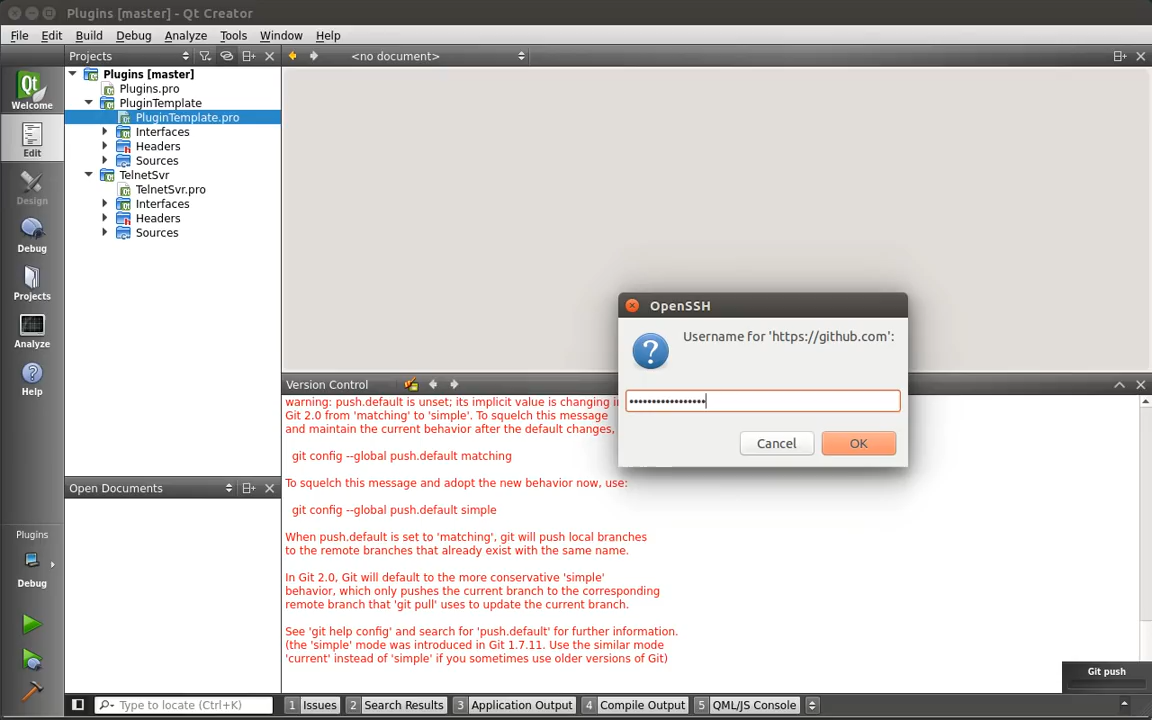 Plugins [master] - Qt Creator
File Edit Build Debug Analyze Tools Window Help
Projects
<no document>
Welcome
Edit
Design
Debug
Projects
Analyze
Help
Plugins
Debug
Plugins [master]
Plugins.pro
PluginTemplate
PluginTemplate.pro
Interfaces
Headers
Sources
TelnetSvr
TelnetSvr.pro
Interfaces
Headers
Sources
Open Documents
OpenSSH
Username for 'https://github.com':
•••••••••••••••••
Cancel OK
Version Control
warning: push.default is unset; its implicit value is changing in
Git 2.0 from 'matching' to 'simple'. To squelch this message
and maintain the current behavior after the default changes,
git config --global push.default matching
To squelch this message and adopt the new behavior now, use:
git config --global push.default simple
When push.default is set to 'matching', git will push local branches
to the remote branches that already exist with the same name.
In Git 2.0, Git will default to the more conservative 'simple'
behavior, which only pushes the current branch to the corresponding
remote branch that 'git pull' uses to update the current branch.
See 'git help config' and search for 'push.default' for further information.
(the 'simple' mode was introduced in Git 1.7.11. Use the similar mode
'current' instead of 'simple' if you sometimes use older versions of Git)
Git push
Type to locate (Ctrl+K) 1 Issues 2 Search Results 3 Application Output 4 Compile Output 5 QML/JS Console